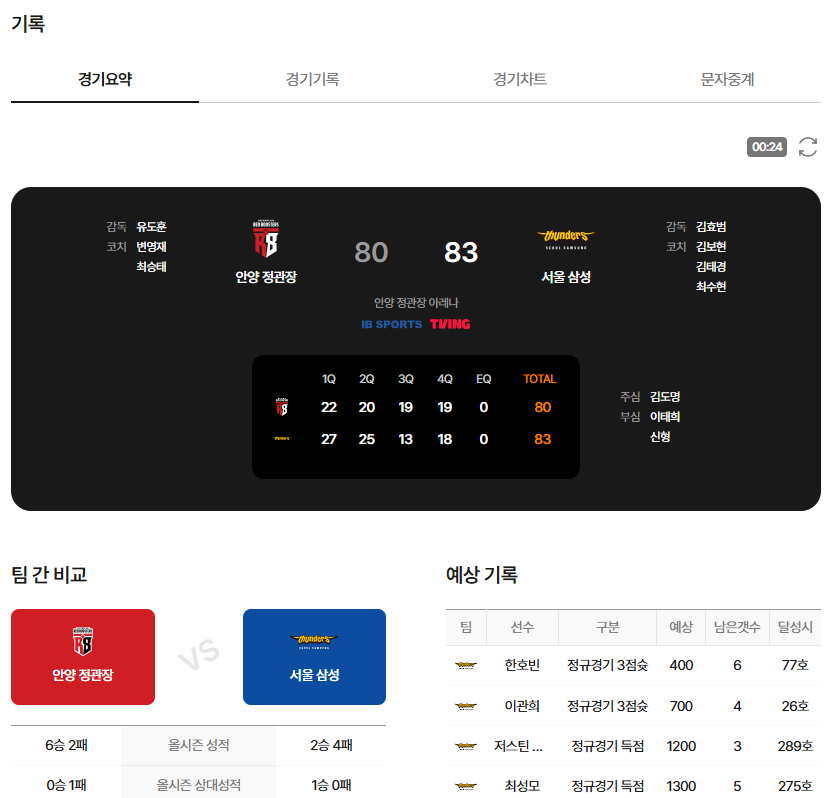 기록
경기요약 경기기록 경기차트 문자중계
00:24
감독 유도훈
코치 변영재
최승태
안양 정관장
80 83
thunders
SEOUL SAMSUNG
서울 삼성
감독 김효범
코치 김보현
김태경
최수현
안양 정관장 아레나
IB SPORTS TVING
1Q 2Q 3Q 4Q EQ TOTAL
22 20 19 19 0 80
27 25 13 18 0 83
주심 김도명
부심 이태희
신형
팀 간 비교
안양 정관장
VS
thunders
서울 삼성
6승 2패 올시즌 성적 2승 4패
0승 1패 올시즌 상대성적 1승 0패
예상 기록
팀 선수 구분 예상 남은갯수 달성시
한호빈 정규경기 3점슛 400 6 77호
이관희 정규경기 3점슛 700 4 26호
저스틴 ... 정규경기 득점 1200 3 289호
최성모 정규경기 득점 1300 5 275호